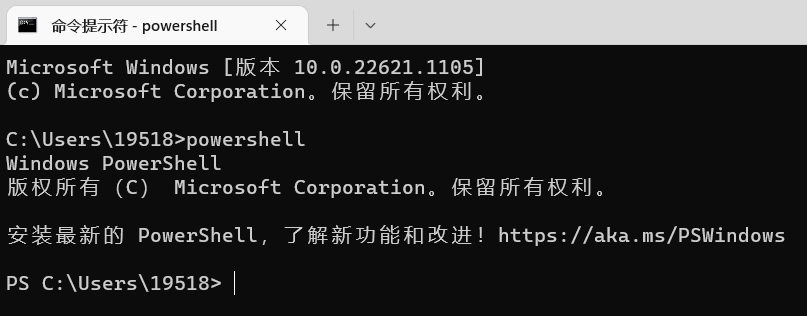 命令提示符 - powershell
Microsoft Windows [版本 10.0.22621.1105]
(c) Microsoft Corporation。保留所有权利。
C:\Users\19518>powershell
Windows PowerShell
版权所有（C） Microsoft Corporation。保留所有权利。
安装最新的 PowerShell，了解新功能和改进！https://aka.ms/PSWindows
PS C:\Users\19518>